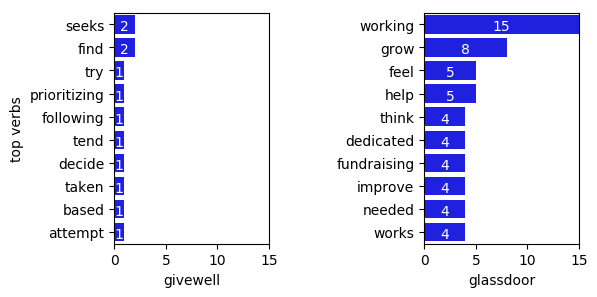 top verbs
seeks 2
find 2
try 1
prioritizing 1
following 1
tend 1
decide 1
taken 1
based 1
attempt 1
0 5 10 15
givewell
working 15
grow 8
feel 5
help 5
think 4
dedicated 4
fundraising 4
improve 4
needed 4
works 4
0 5 10 15
glassdoor